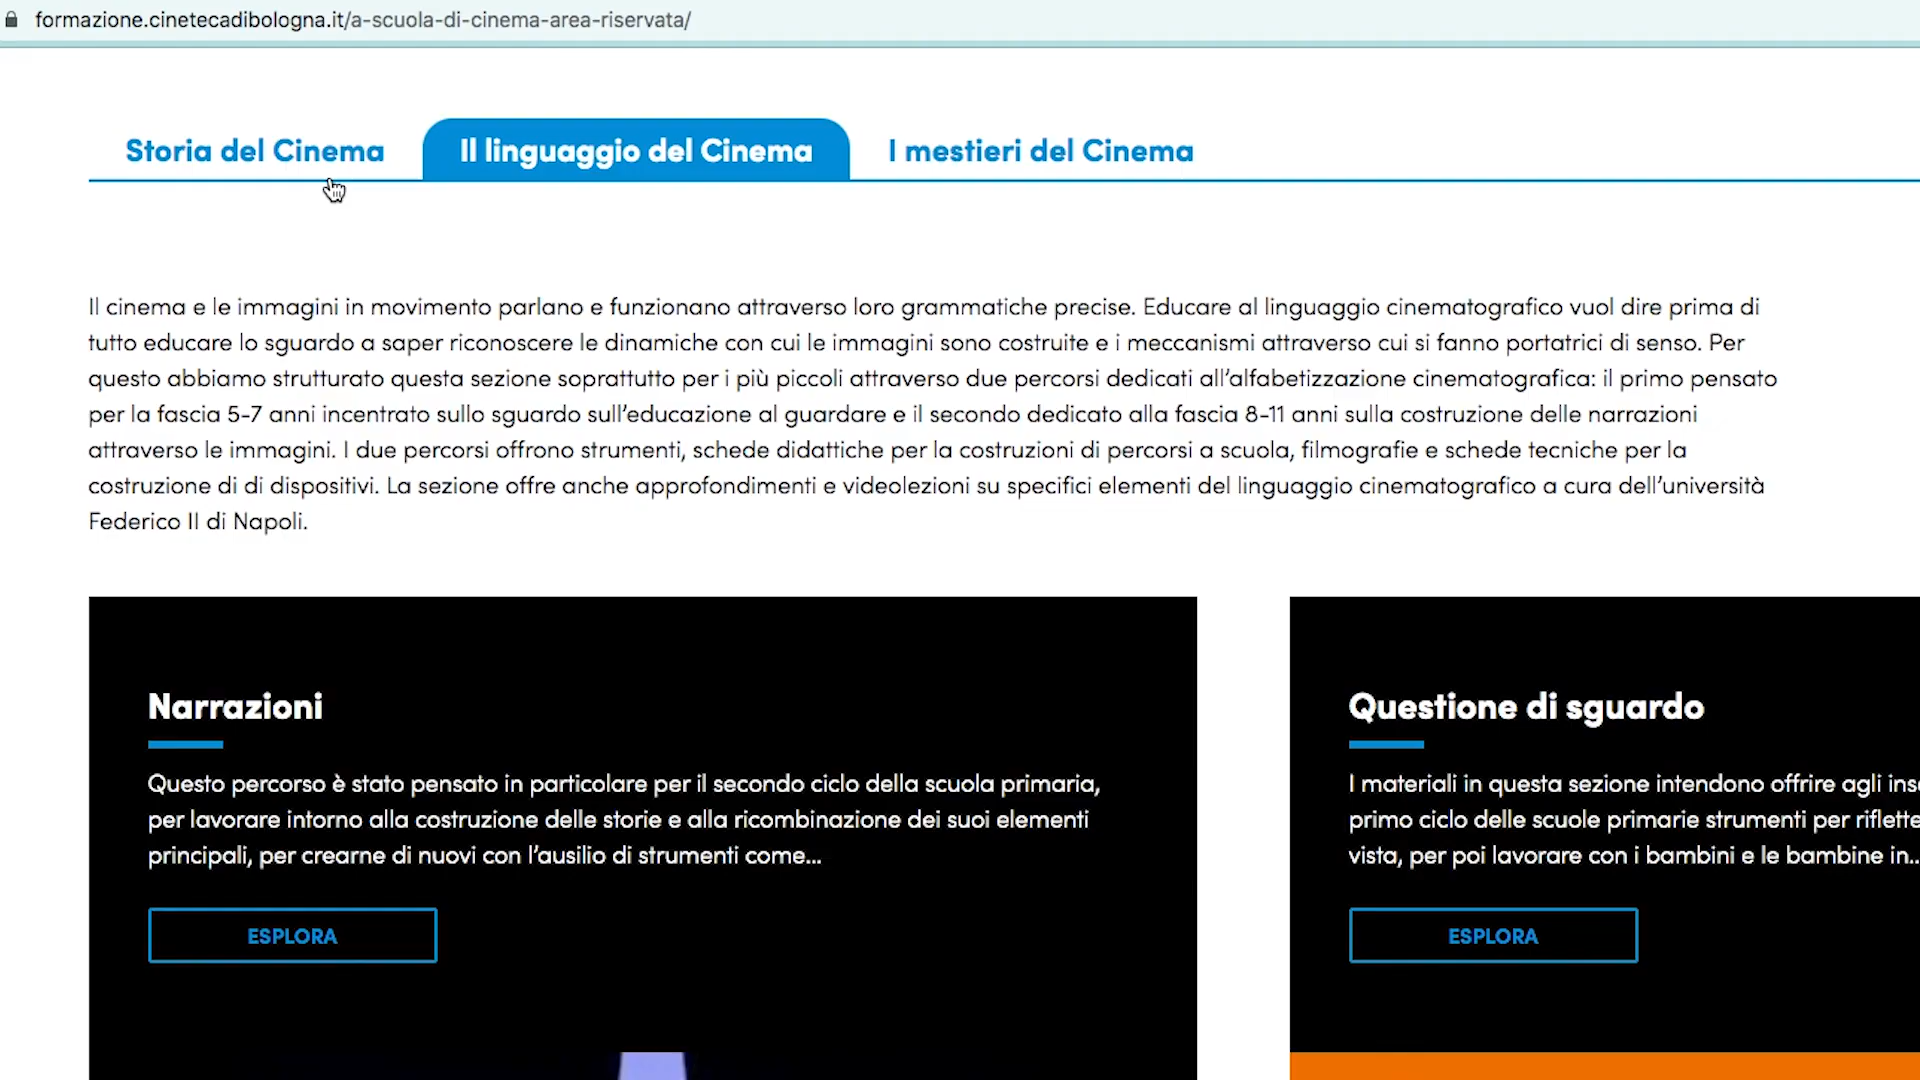 formazione.cinetecadibologna.it/a-scuola-di-cinema-area-riservata/
Storia del Cinema
Il linguaggio del Cinema
I mestieri del Cinema
Il cinema e le immagini in movimento parlano e funzionano attraverso loro grammatiche precise. Educare al linguaggio cinematografico vuol dire prima di
tutto educare lo sguardo a saper riconoscere le dinamiche con cui le immagini sono costruite e i meccanismi attraverso cui si fanno portatrici di senso. Per
questo abbiamo strutturato questa sezione soprattutto per i più piccoli attraverso due percorsi dedicati all’alfabetizzazione cinematografica: il primo pensato
per la fascia 5-7 anni incentrato sullo sguardo sull’educazione al guardare e il secondo dedicato alla fascia 8-11 anni sulla costruzione delle narrazioni
attraverso le immagini. I due percorsi offrono strumenti, schede didattiche per la costruzioni di percorsi a scuola, filmografie e schede tecniche per la
costruzione di di dispositivi. La sezione offre anche approfondimenti e videolezioni su specifici elementi del linguaggio cinematografico a cura dell’università
Federico II di Napoli.
Narrazioni
Questo percorso è stato pensato in particolare per il secondo ciclo della scuola primaria,
per lavorare intorno alla costruzione delle storie e alla ricombinazione dei suoi elementi
principali, per crearne di nuovi con l’ausilio di strumenti come...
ESPLORA
Questione di sguardo
I materiali in questa sezione intendono offrire agli
primo ciclo delle scuole primarie strumenti per
vista, per poi lavorare con i bambini e le bambine in..
ESPLORA